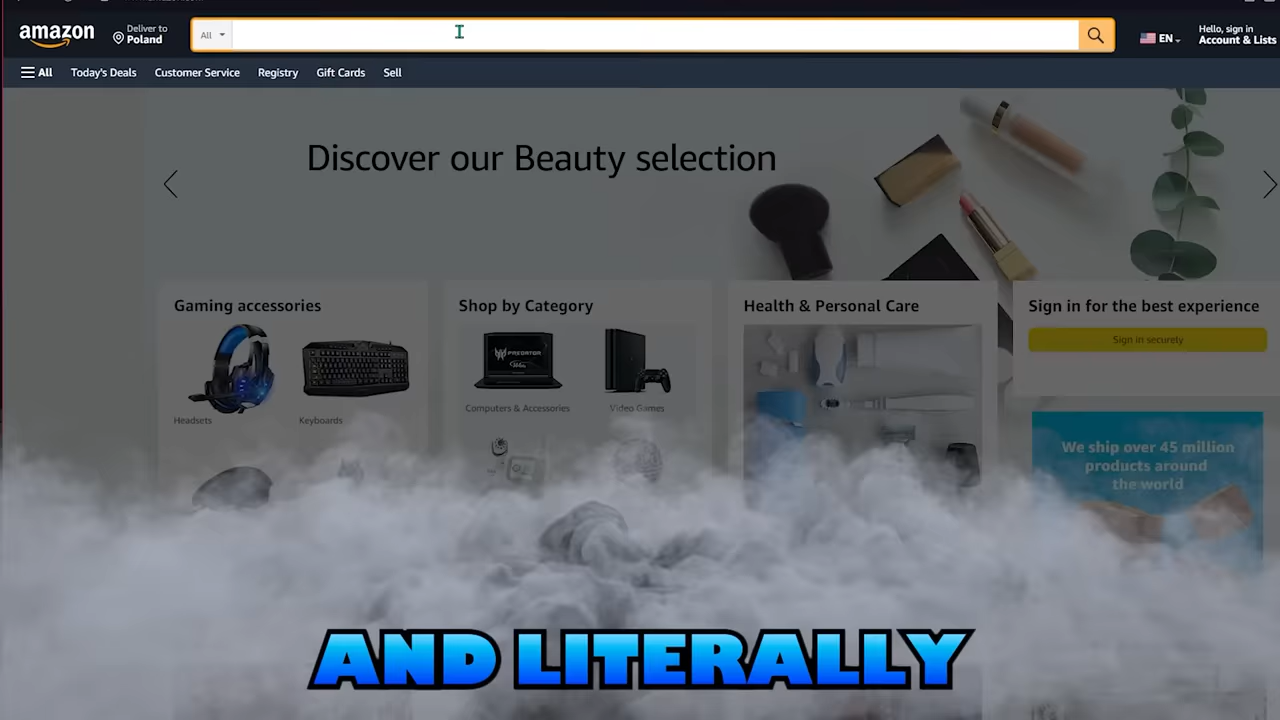 amazon
Deliver to
Poland
All
EN
Hello, sign in
Account & Lists
All
Today's Deals
Customer Service
Registry
Gift Cards
Sell
Discover our Beauty selection
Gaming accessories
Shop by Category
Health & Personal Care
Sign in for the best experience
Sign in securely
PREDATOR
Headsets
Keyboards
Computers & Accessories
Video Games
We ship over 45 million
products around
the world
AND LITERALLY